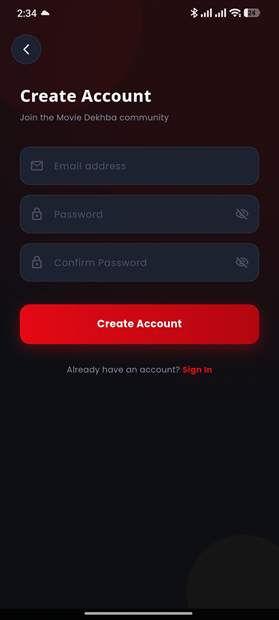 2:34
Create Account
Join the Movie Dekhba community
Email address
Password
Confirm Password
Create Account
Already have an account? Sign In